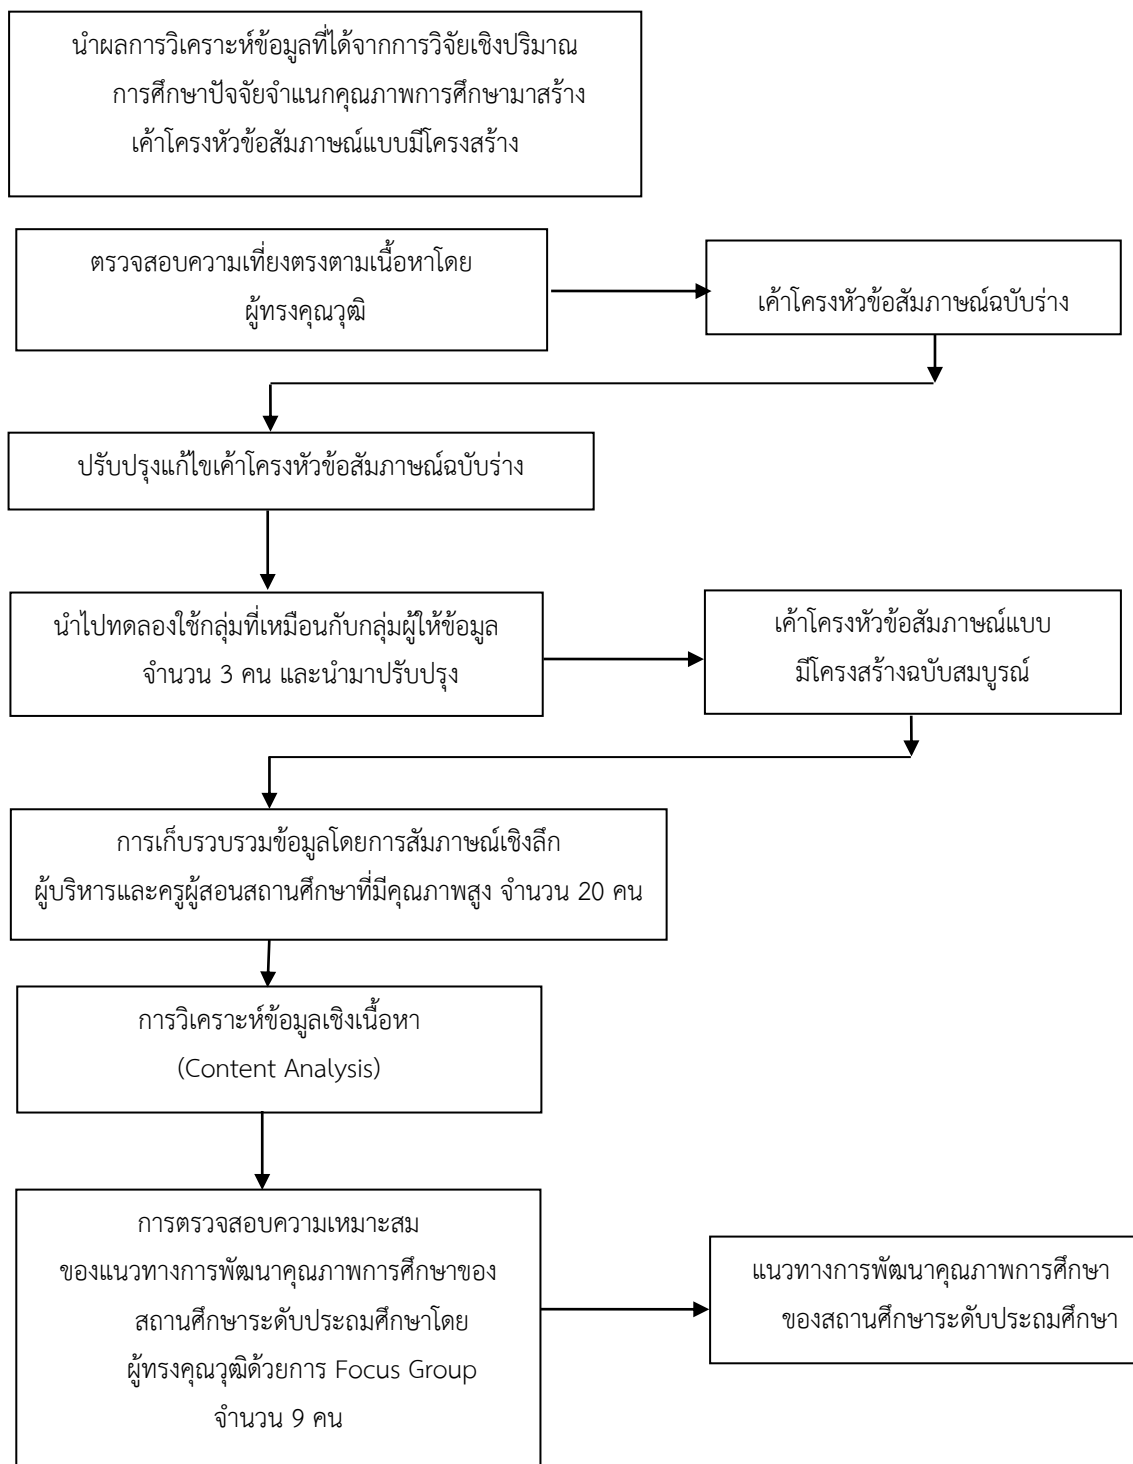 นำผลการวิเคราะห์ข้อมูลที่ได้จากการวิจัยเชิงปริมาณ
การศึกษาปัจจัยจำแนกคุณภาพการศึกษามาสร้าง
เค้าโครงหัวข้อสัมภาษณ์แบบมีโครงสร้าง
ตรวจสอบความเที่ยงตรงตามเนื้อหาโดย
ผู้ทรงคุณวุฒิ
เค้าโครงหัวข้อสัมภาษณ์ฉบับร่าง
ปรับปรุงแก้ไขเค้าโครงหัวข้อสัมภาษณ์ฉบับร่าง
นำไปทดลองใช้กลุ่มที่เหมือนกับกลุ่มผู้ให้ข้อมูล
จำนวน 3 คน และนำมาปรับปรุง
เค้าโครงหัวข้อสัมภาษณ์แบบ
มีโครงสร้างฉบับสมบูรณ์
การเก็บรวบรวมข้อมูลโดยการสัมภาษณ์เชิงลึก
ผู้บริหารและครูผู้สอนสถานศึกษาที่มีคุณภาพสูง จำนวน 20 คน
การวิเคราะห์ข้อมูลเชิงเนื้อหา
(Content Analysis)
การตรวจสอบความเหมาะสม
ของแนวทางการพัฒนาคุณภาพการศึกษาของ
สถานศึกษาระดับประถมศึกษาโดย
ผู้ทรงคุณวุฒิด้วยการ Focus Group
จำนวน 9 คน
แนวทางการพัฒนาคุณภาพการศึกษา
ของสถานศึกษาระดับประถมศึกษา